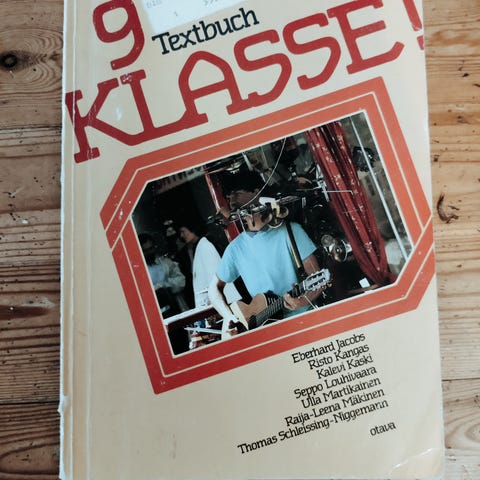 9
Textbuch
KLASSE!
Eberhard Jacobs
Risto Kangas
Kalevi Kaski
Seppo Louhivaara
Ulla Martikainen
Raija-Leena Mäkinen
Thomas Schleissing-Niggemann
otava